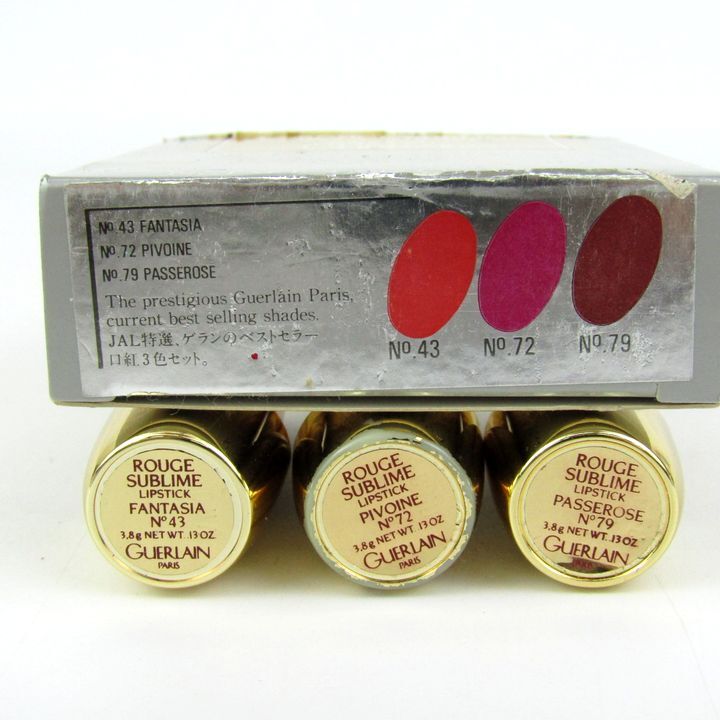 No.43 FANTASIA
No.72 PIVOINE
No.79 PASSEROSE
The prestigious Guerlain Paris,
current best selling shades.
JAL特選、ゲランのベストセラー
口紅3色セット。
No.43
No.72
No.79
ROUGE
SUBLIME
LIPSTICK
FANTASIA
No43
3,8g NET WT. .13 OZ.
GUERLAIN
PARIS
ROUGE
SUBLIME
LIPSTICK
PIVOINE
No72
3.8g NET WT. .13 OZ
GUERLAIN
PARIS
ROUGE
SUBLIME
LIPSTICK
PASSEROSE
No79
3.8g NET WT. .13 OZ.
GUERLAIN
PARIS